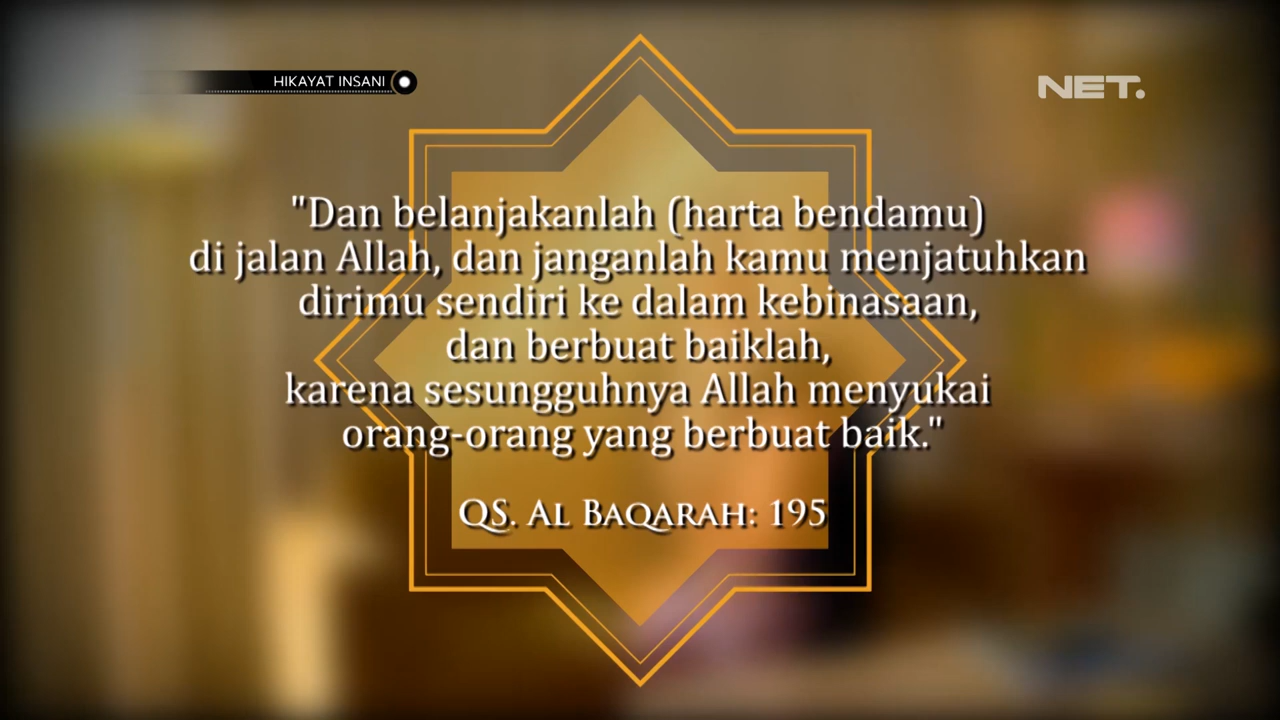 HIKAYAT INSANI
NET.
"Dan belanjakanlah (harta bendamu)
di jalan Allah, dan janganlah kamu menjatuhkan
dirimu sendiri ke dalam kebinasaan,
dan berbuat baiklah,
karena sesungguhnya Allah menyukai
orang-orang yang berbuat baik."
QS. AL BAQARAH: 195